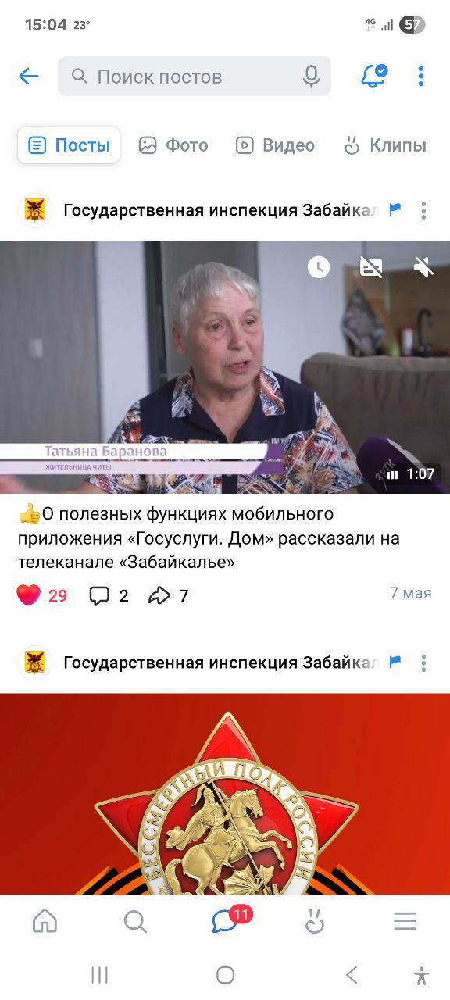 15:04 23°
4G
57
Поиск постов
Посты
Фото
Видео
Клипы
Государственная инспекция Забайкал
Татьяна Баранова
ЖИТЕЛЬНИЦА ЧИТЫ
ЗРТК
1:07
👍О полезных функциях мобильного
приложения «Госуслуги. Дом» рассказали на
телеканале «Забайкалье»
29 2 7
7 мая
Государственная инспекция Забайкал
БЕССМЕРТНЫЙ ПОЛК РОССИИ
11